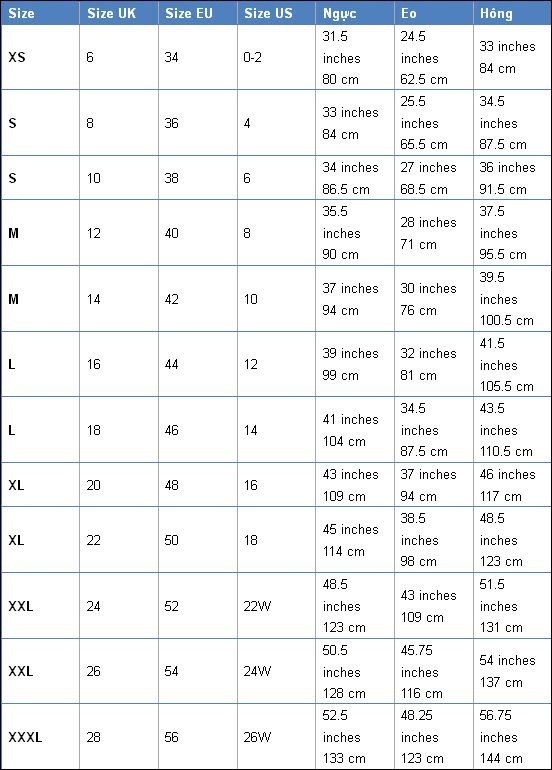 Size Size UK Size EU Size US Ngực Eo Hông
XS 6 34 0-2 31.5 inches 80 cm 24.5 inches 62.5 cm 33 inches 84 cm
S 8 36 4 33 inches 84 cm 25.5 inches 65.5 cm 34.5 inches 87.5 cm
S 10 38 6 34 inches 86.5 cm 27 inches 68.5 cm 36 inches 91.5 cm
M 12 40 8 35.5 inches 90 cm 28 inches 71 cm 37.5 inches 95.5 cm
M 14 42 10 37 inches 94 cm 30 inches 76 cm 39.5 inches 100.5 cm
L 16 44 12 39 inches 99 cm 32 inches 81 cm 41.5 inches 105.5 cm
L 18 46 14 41 inches 104 cm 34.5 inches 87.5 cm 43.5 inches 110.5 cm
XL 20 48 16 43 inches 109 cm 37 inches 94 cm 46 inches 117 cm
XL 22 50 18 45 inches 114 cm 38.5 inches 98 cm 48.5 inches 123 cm
XXL 24 52 22W 48.5 inches 123 cm 43 inches 109 cm 51.5 inches 131 cm
XXL 26 54 24W 50.5 inches 128 cm 45.75 inches 116 cm 54 inches 137 cm
XXXL 28 56 26W 52.5 inches 133 cm 48.25 inches 123 cm 56.75 inches 144 cm